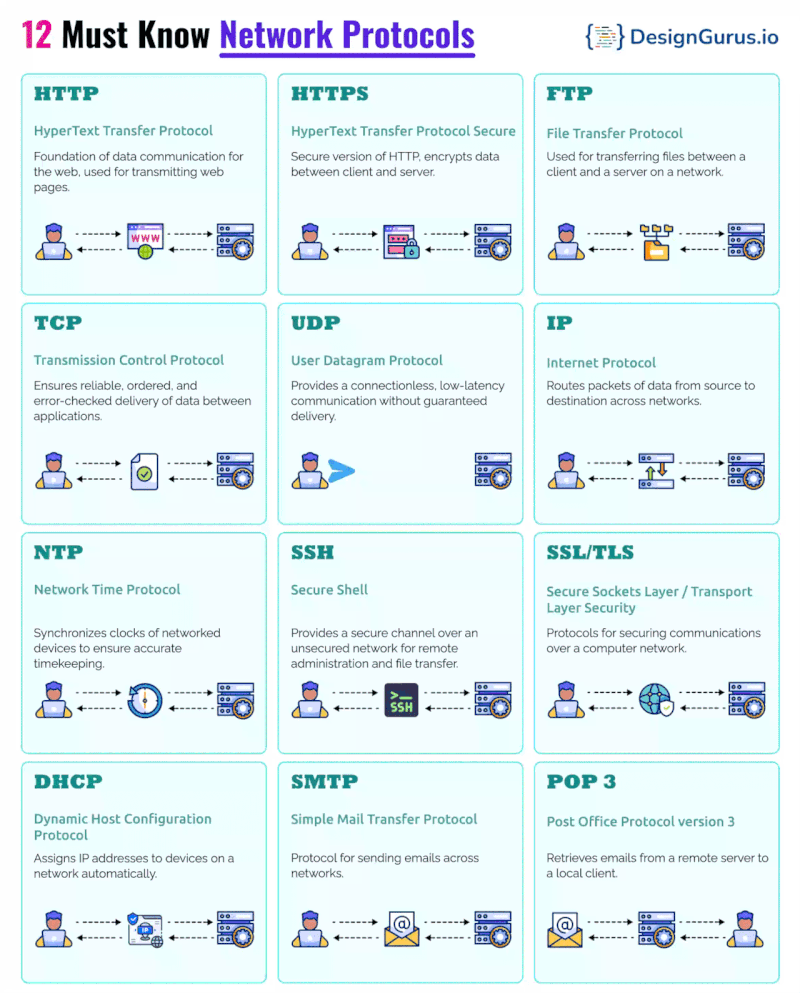 12 Must Know Network Protocols
{ } DesignGurus.io
HTTP
HyperText Transfer Protocol
Foundation of data communication for
the web, used for transmitting web
pages.
WWW
HTTPS
HyperText Transfer Protocol Secure
Secure version of HTTP, encrypts data
between client and server.
FTP
File Transfer Protocol
Used for transferring files between a
client and a server on a network.
TCP
Transmission Control Protocol
Ensures reliable, ordered, and
error-checked delivery of data between
applications.
UDP
User Datagram Protocol
Provides a connectionless, low-latency
communication without guaranteed
delivery.
IP
Internet Protocol
Routes packets of data from source to
destination across networks.
NTP
Network Time Protocol
Synchronizes clocks of networked
devices to ensure accurate
timekeeping.
SSH
Secure Shell
Provides a secure channel over an
unsecured network for remote
administration and file transfer.
>_
SSH
SSL/TLS
Secure Sockets Layer / Transport
Layer Security
Protocols for securing communications
over a computer network.
DHCP
Dynamic Host Configuration
Protocol
Assigns IP addresses to devices on a
network automatically.
IP
SMTP
Simple Mail Transfer Protocol
Protocol for sending emails across
networks.
@
POP 3
Post Office Protocol version 3
Retrieves emails from a remote server to
a local client.
@